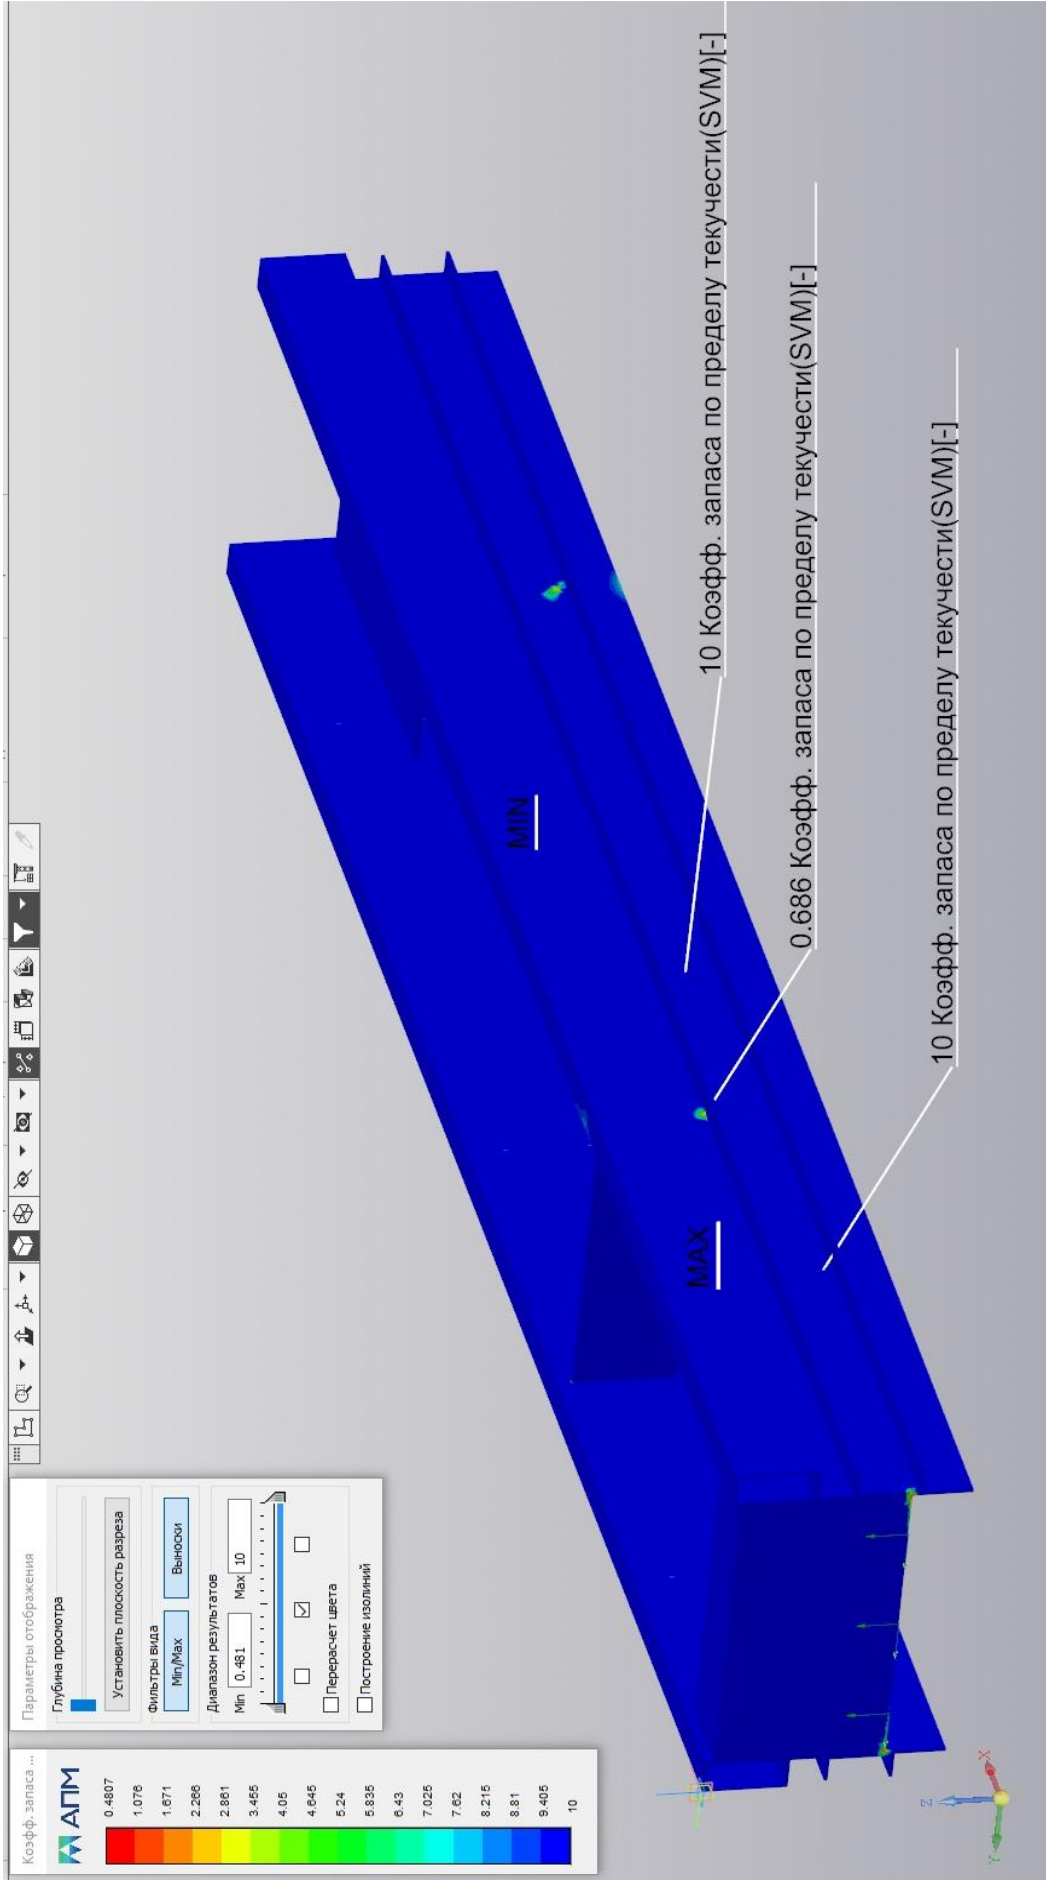 Коэфф. запаса ...
АПМ
0.4807
1.076
1.671
2.266
2.861
3.455
4.05
4.645
5.24
5.835
6.43
7.025
7.62
8.215
8.81
9.405
10
Параметры отображения
Глубина просмотра
Установить плоскость разреза
Фильтры вида
Min/Max
Выноски
Диапазон результатов
Min 0.481 Max 10
Перерасчет цвета
Построение изолиний
MIN
MAX
10 Коэфф. запаса по пределу текучести(SVM)[-]
0.686 Коэфф. запаса по пределу текучести(SVM)[-]
10 Коэфф. запаса по пределу текучести(SVM)[-]
Z
X
Y